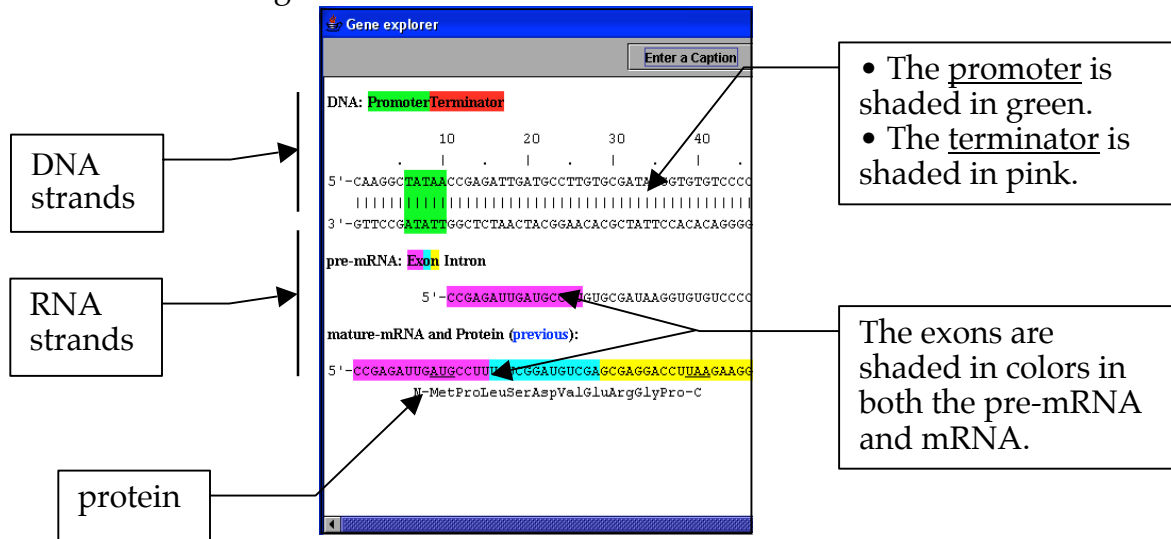 Gene explorer
Enter a Caption
DNA: PromoterTerminator
10 20 30 40
5'-CAAGGCTATAACCGAGATTGATGCCTTGTGCGATAAGGTGTGTCCCC
3'-GTTCCGATATTGGCTCTAACTACGGAACACGCTATTCCACACAGGGG
pre-mRNA: Exon Intron
5'-CCGAGAUUGAUGCCUUGUGCGAUAAGGUGUGUCCCC
mature-mRNA and Protein (previous):
N-MetProLeuSerAspValGluArgGlyPro-C
DNA
strands
RNA
strands
protein
• The promoter is
shaded in green.
• The terminator is
shaded in pink.
The exons are
shaded in colors in
both the pre-mRNA
and mRNA.